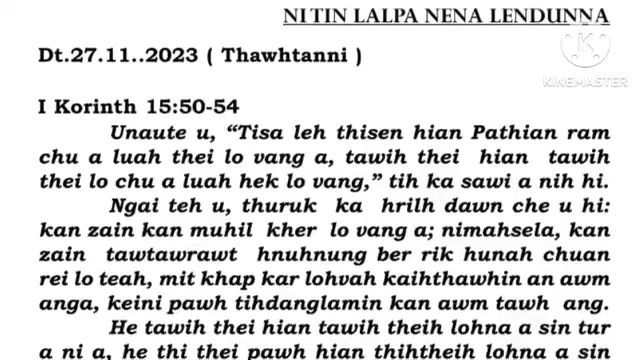 NI TIN LALPA NENA LENDUNNA
Dt.27.11..2023 ( Thawhtanni )
KINEMASTER
I Korinth 15:50-54
Unaute u, “Tisa leh thisen hian Pathian ram
chu a luah thei lo vang a, tawih thei hian tawih
thei lo chu a luah hek lo vang,” tih ka sawi a nih hi.
Ngai teh u, thuruk ka hrilh dawn che u hi:
kan zain kan muhil kher lo vang a; nimahsela, kan
zain tawtawrawt hnuhnung ber rik hunah chuan
rei lo teah, mit khap kar lohvah kaihthawhin an awm
anga, keini pawh tihdanglamin kan awm tawh ang.
He tawih thei hian tawih theih lohna a sin tur
a ni a, he thi thei pawh hian thihtheih lohna a sin